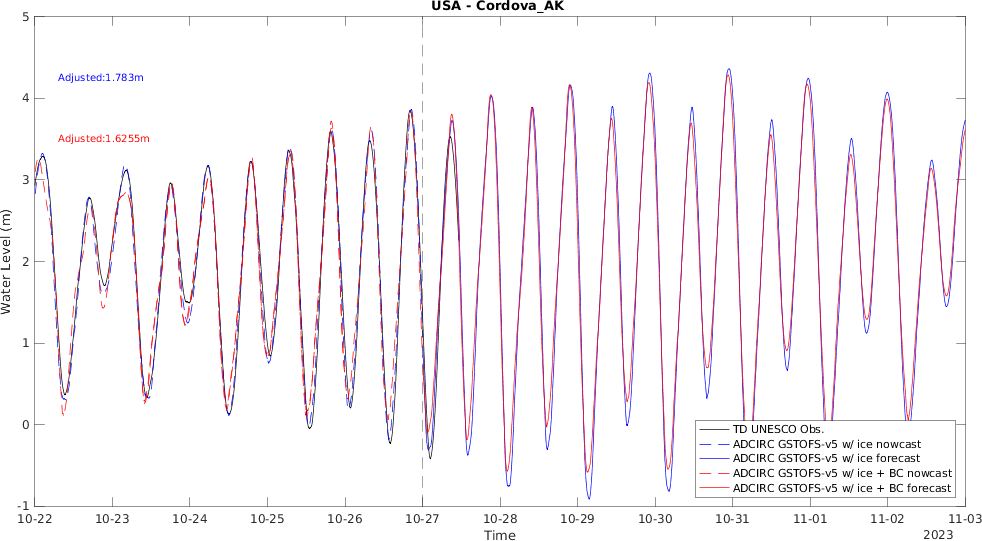 USA - Cordova_AK
5
4
3
2
1
0
-1
Water Level (m)
Adjusted:1.783m
Adjusted:1.6255m
TD UNESCO Obs.
ADCIRC GSTOFS-v5 w/ ice nowcast
ADCIRC GSTOFS-v5 w/ ice forecast
ADCIRC GSTOFS-v5 w/ ice + BC nowcast
ADCIRC GSTOFS-v5 w/ ice + BC forecast
10-22 10-23 10-24 10-25 10-26 10-27 10-28 10-29 10-30 10-31 11-01 11-02 11-03
Time
2023